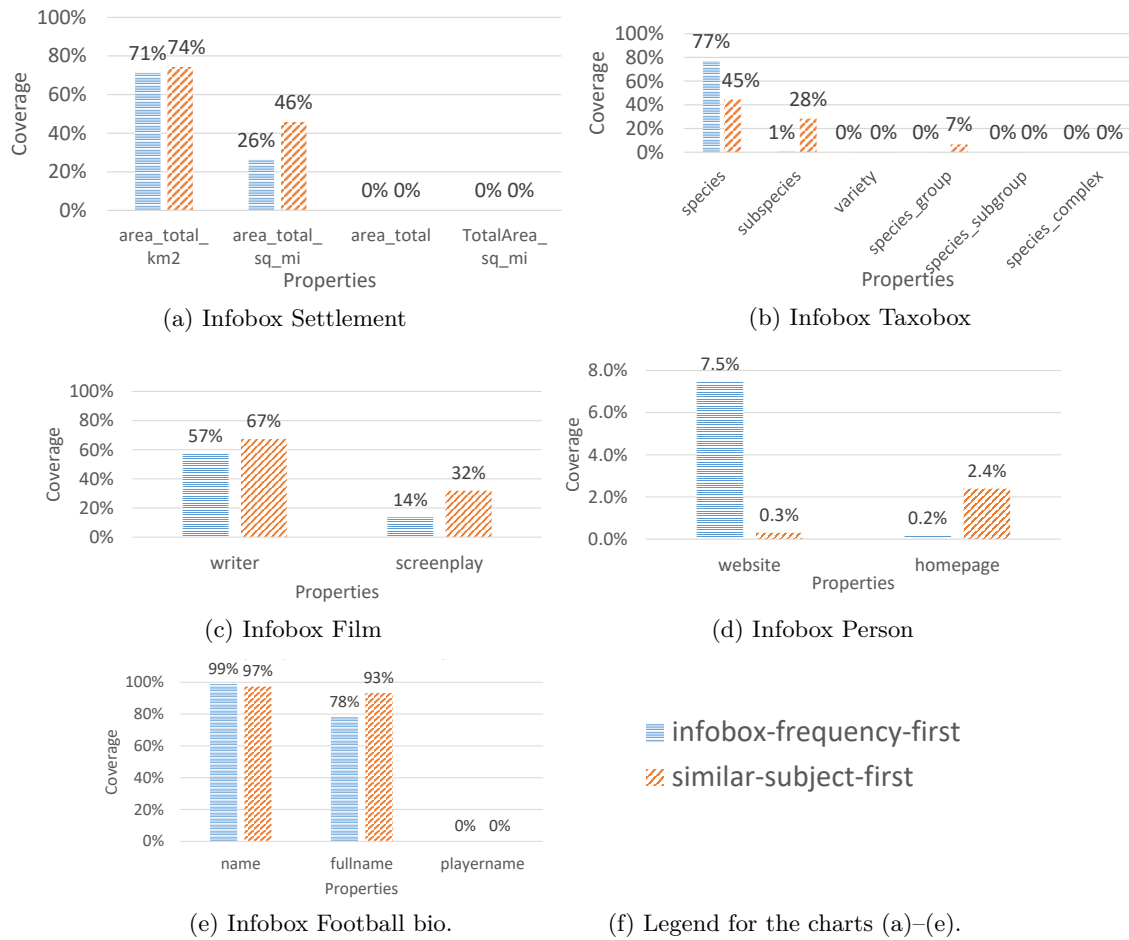 100%
80%
60%
40%
20%
0%
Coverage
71%
74%
26%
46%
0%
0%
0%
0%
area_total_
km2
area_total_
sq_mi
area_total
TotalArea_
sq_mi
Properties
(a) Infobox Settlement
100%
80%
60%
40%
20%
0%
Coverage
77%
45%
1%
28%
0%
0%
0%
7%
0%
0%
0%
0%
species
subspecies
variety
species_group
species_subgroup
species_complex
Properties
(b) Infobox Taxobox
100%
80%
60%
40%
20%
0%
Coverage
57%
67%
14%
32%
writer
screenplay
Properties
(c) Infobox Film
8.0%
6.0%
4.0%
2.0%
0.0%
Coverage
7.5%
0.3%
0.2%
2.4%
website
homepage
Properties
(d) Infobox Person
100%
80%
60%
40%
20%
0%
Coverage
99%
97%
78%
93%
0%
0%
name
fullname
playername
Properties
(e) Infobox Football bio.
infobox-frequency-first
similar-subject-first
(f) Legend for the charts (a)–(e).